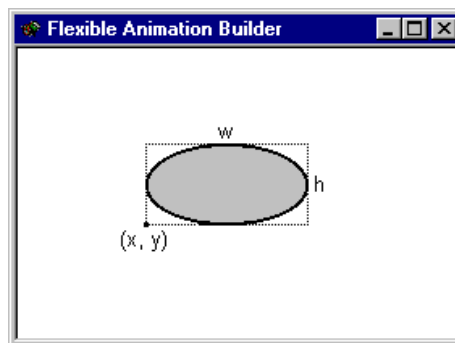 Flexible Animation Builder
w
h
(x, y)